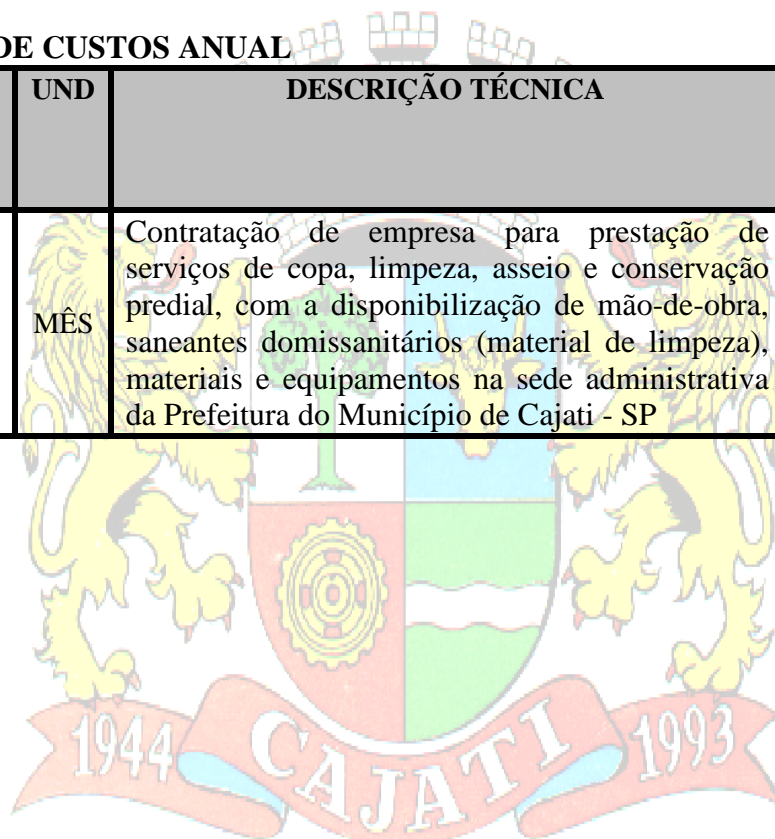 DE CUSTOS ANUAL
UND
DESCRIÇÃO TÉCNICA
MÊS
Contratação de empresa para prestação de
serviços de copa, limpeza, asseio e conservação
predial, com a disponibilização de mão-de-obra,
saneantes domissanitários (material de limpeza),
materiais e equipamentos na sede administrativa
da Prefeitura do Município de Cajati - SP
1944
CAJATI
1993